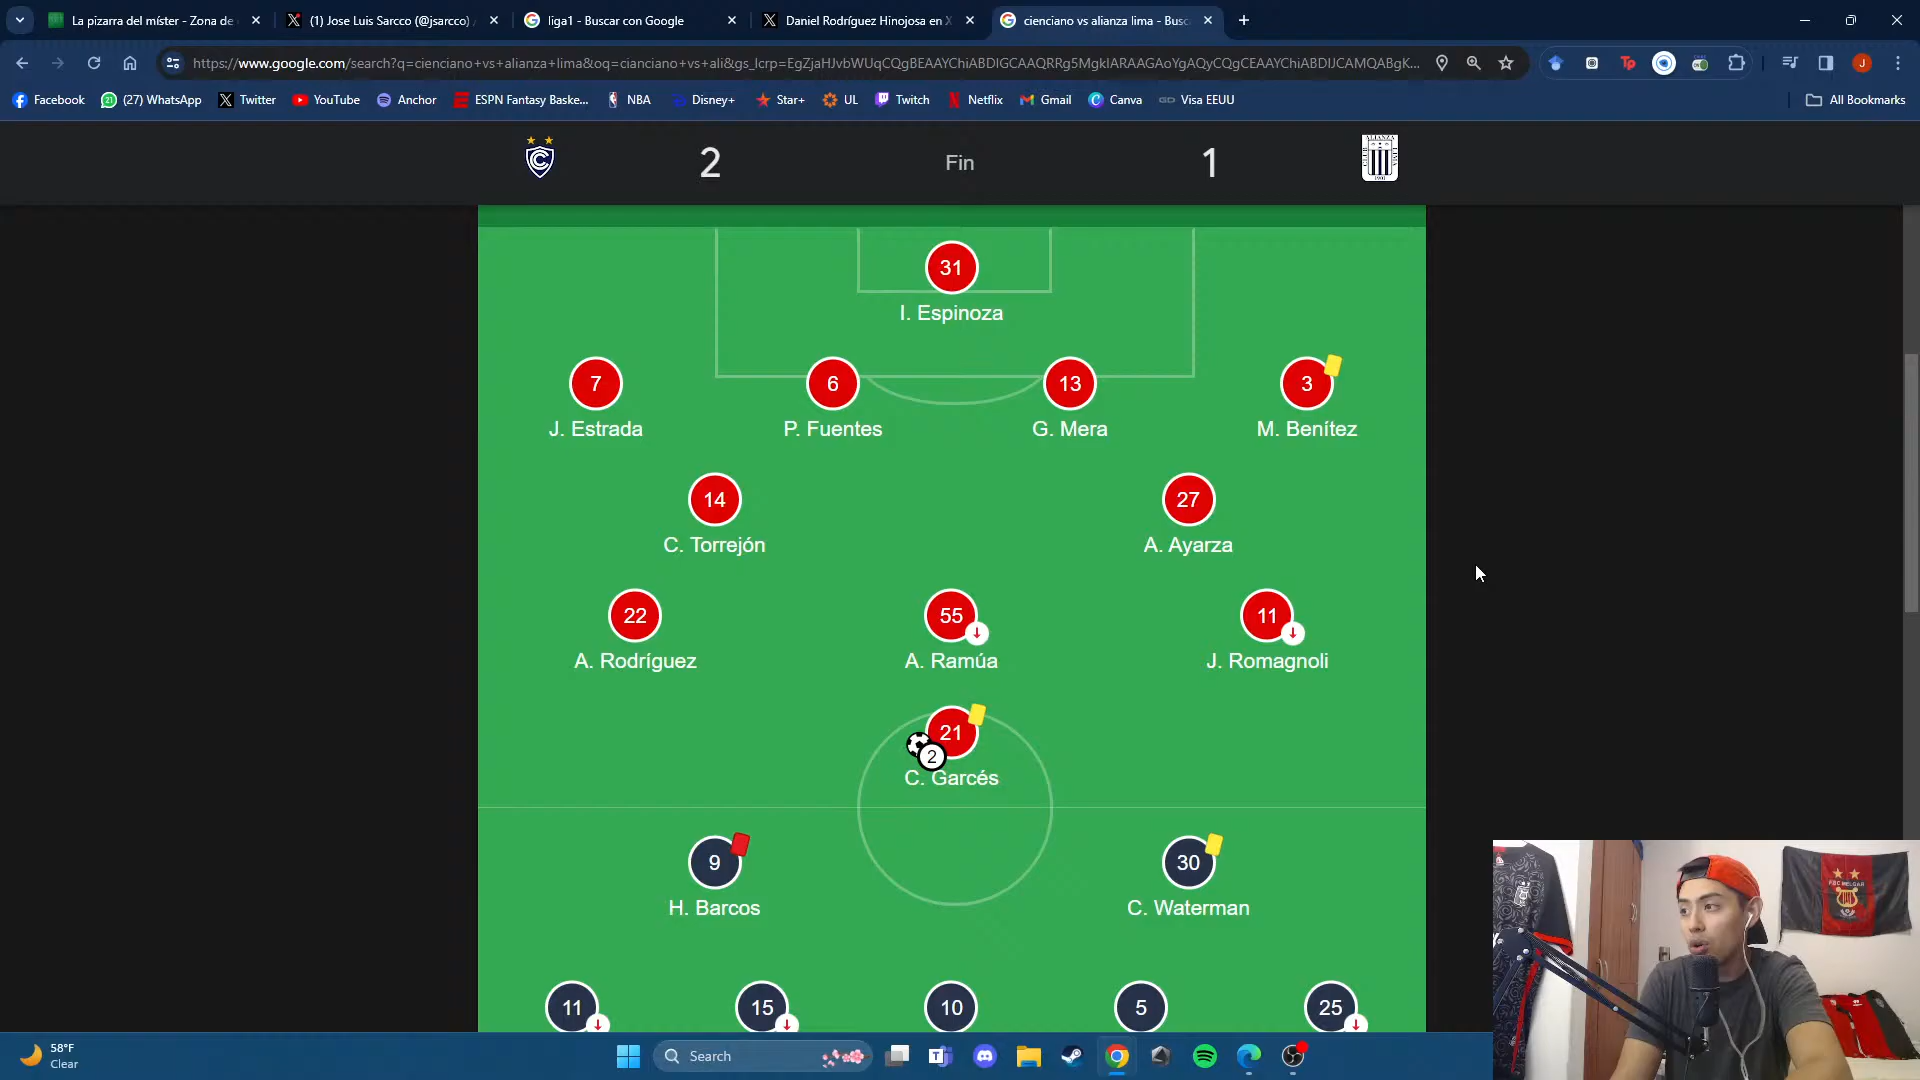 La pizarra del míster - Zona de
(1) Jose Luis Sarcco (@jsarcco)
liga1 - Buscar con Google
Daniel Rodríguez Hinojosa en X
cienciano vs alianza lima - Busc
https://www.google.com/search?q=cienciano+vs+alianza+lima&oq=cianciano+vs+ali&gs_lcrp=EgZjaHJvbWUqCQgBEAAYChiABDIGCAAQRRg5MgkIARAAGAoYgAQyCQgCEAAYChiABDIJCAMQABgK...
Facebook
(27) WhatsApp
Twitter
YouTube
Anchor
ESPN Fantasy Baske...
NBA
Disney+
Star+
UL
Twitch
Netflix
Gmail
Canva
Visa EEUU
All Bookmarks
2
Fin
1
31
I. Espinoza
7
6
13
3
J. Estrada
P. Fuentes
G. Mera
M. Benítez
14
27
C. Torrejón
A. Ayarza
22
55
11
A. Rodríguez
A. Ramúa
J. Romagnoli
21
2
C. Garcés
9
30
H. Barcos
C. Waterman
11
15
10
5
25
FBC MELGAR
58°F
Clear
Search